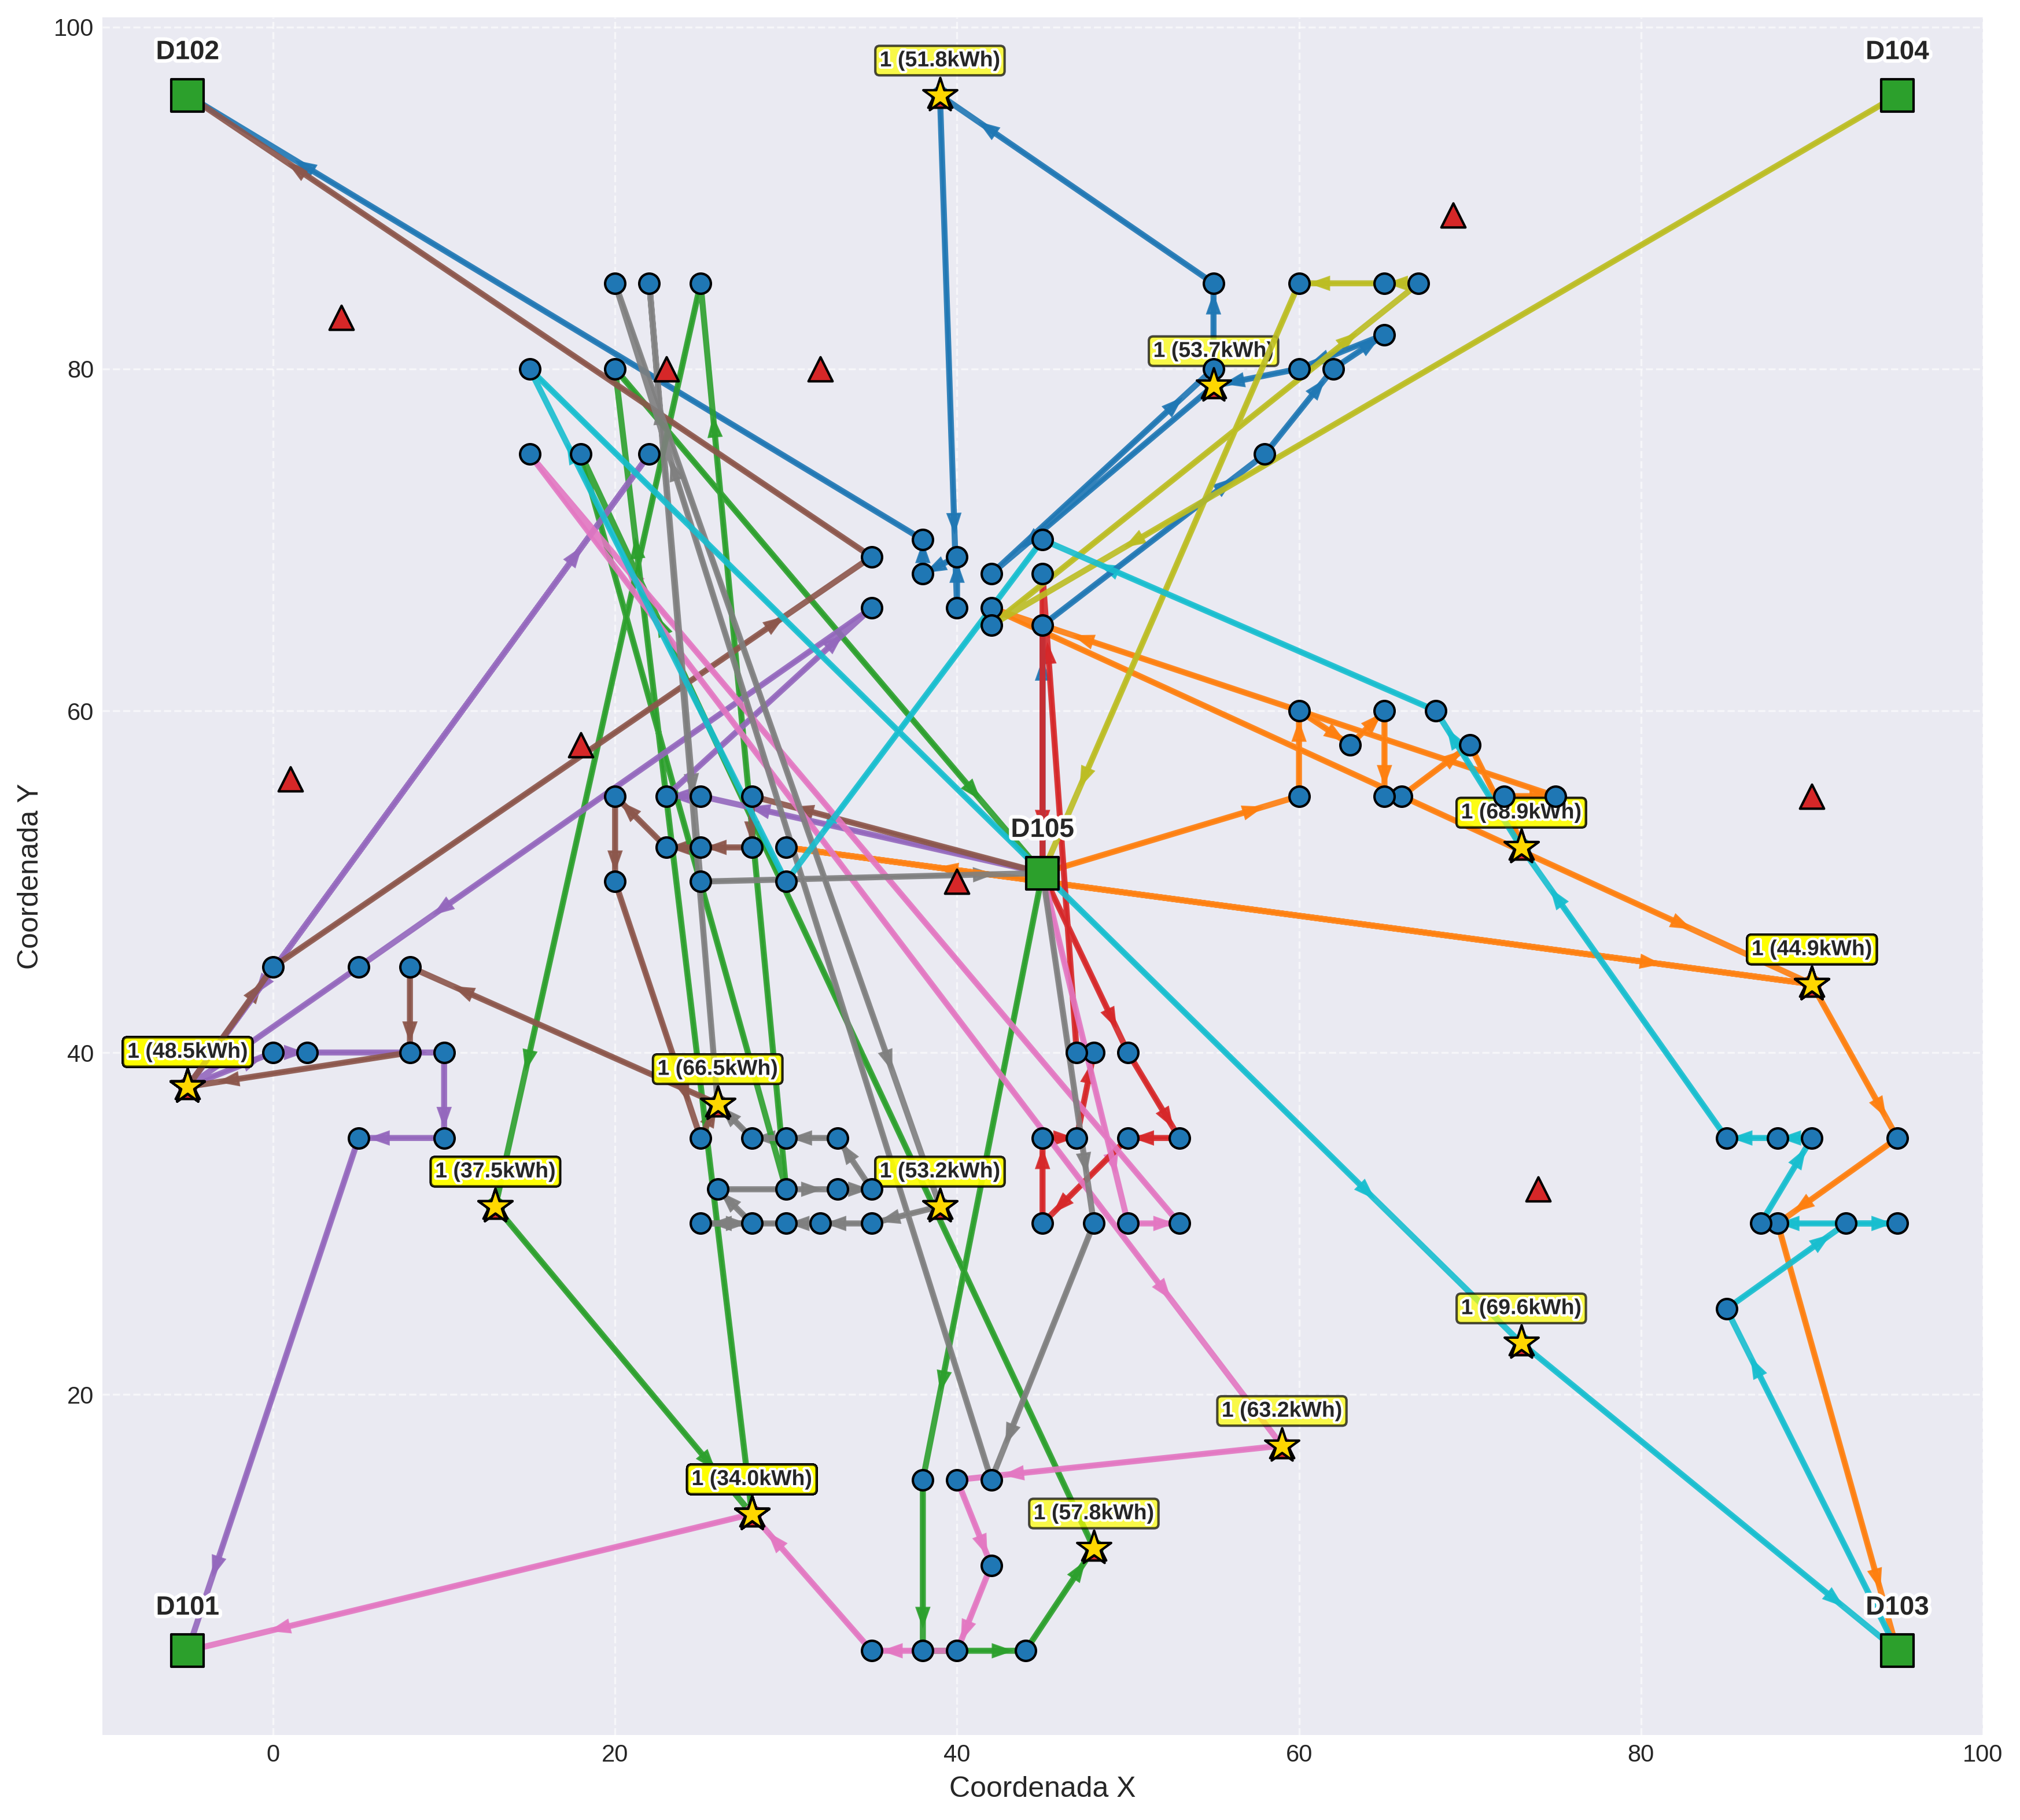 100
D102
D104
1 (51.8kWh)
80
1 (53.7kWh)
60
1 (68.9kWh)
D105
1 (44.9kWh)
40
1 (48.5kWh)
1 (66.5kWh)
1 (37.5kWh)
1 (53.2kWh)
1 (69.6kWh)
20
1 (63.2kWh)
1 (34.0kWh)
1 (57.8kWh)
D101
D103
0
20
40
60
80
100
Coordenada X
Coordenada Y